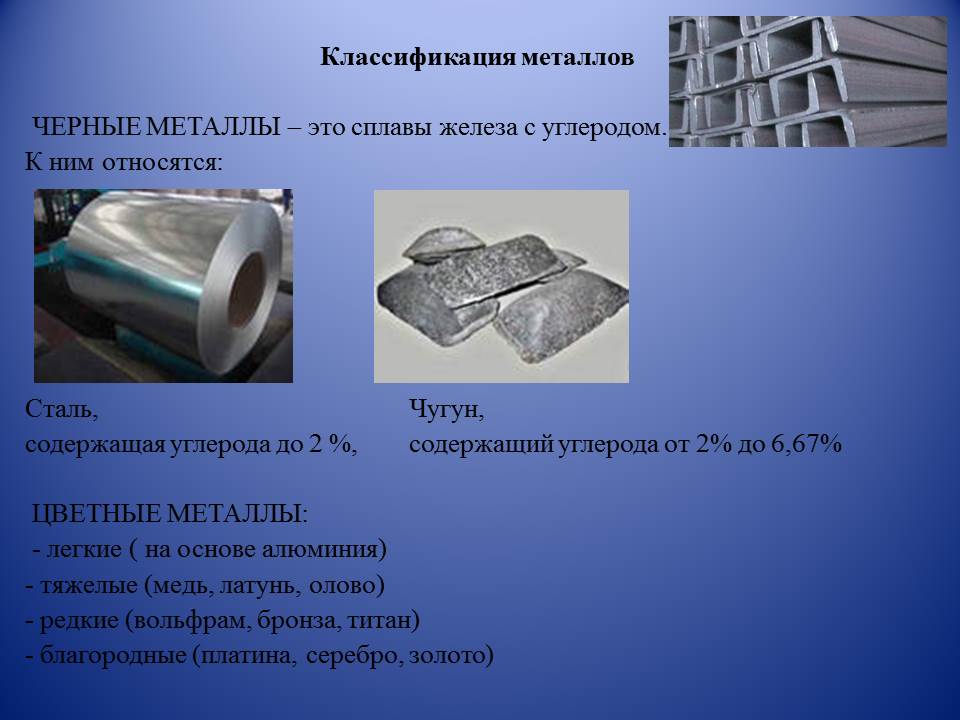 Классификация металлов
ЧЕРНЫЕ МЕТАЛЛЫ – это сплавы железа с углеродом.
К ним относятся:
Сталь,
содержащая углерода до 2 %,
Чугун,
содержащий углерода от 2% до 6,67%
ЦВЕТНЫЕ МЕТАЛЛЫ:
- легкие ( на основе алюминия)
- тяжелые (медь, латунь, олово)
- редкие (вольфрам, бронза, титан)
- благородные (платина, серебро, золото)